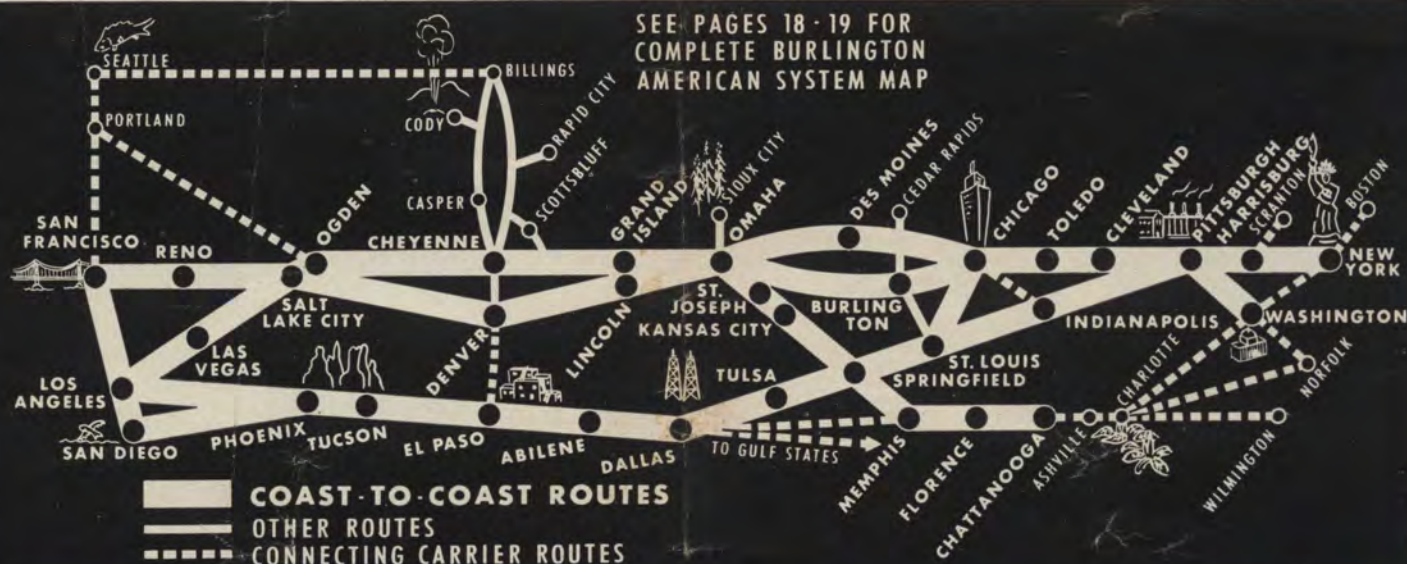 SEE PAGES 18 - 19 FOR
COMPLETE BURLINGTON
AMERICAN SYSTEM MAP
SEATTLE
BILLINGS
PORTLAND
CODY
RAPID CITY
CASPER
SCOTTSBLUFF
SAN
FRANCISCO
RENO
OGDEN
CHEYENNE
GRAND
ISLAND
SIOUX CITY
OMAHA
DES MOINES
CEDAR RAPIDS
CHICAGO
TOLEDO
CLEVELAND
PITTSBURGH
HARRISBURG
SCRANTON
BOSTON
NEW
YORK
SALT
LAKE CITY
LAS
VEGAS
DENVER
LINCOLN
ST.
JOSEPH
KANSAS CITY
BURLING
TON
INDIANAPOLIS
WASHINGTON
LOS
ANGELES
SAN DIEGO
PHOENIX
TUCSON
EL PASO
ABILENE
DALLAS
TULSA
ST. LOUIS
SPRINGFIELD
CHARLOTTE
NORFOLK
TO GULF STATES
MEMPHIS
FLORENCE
CHATTANOOGA
ASHVILLE
WILMINGTON
COAST-TO-COAST ROUTES
OTHER ROUTES
CONNECTING CARRIER ROUTES